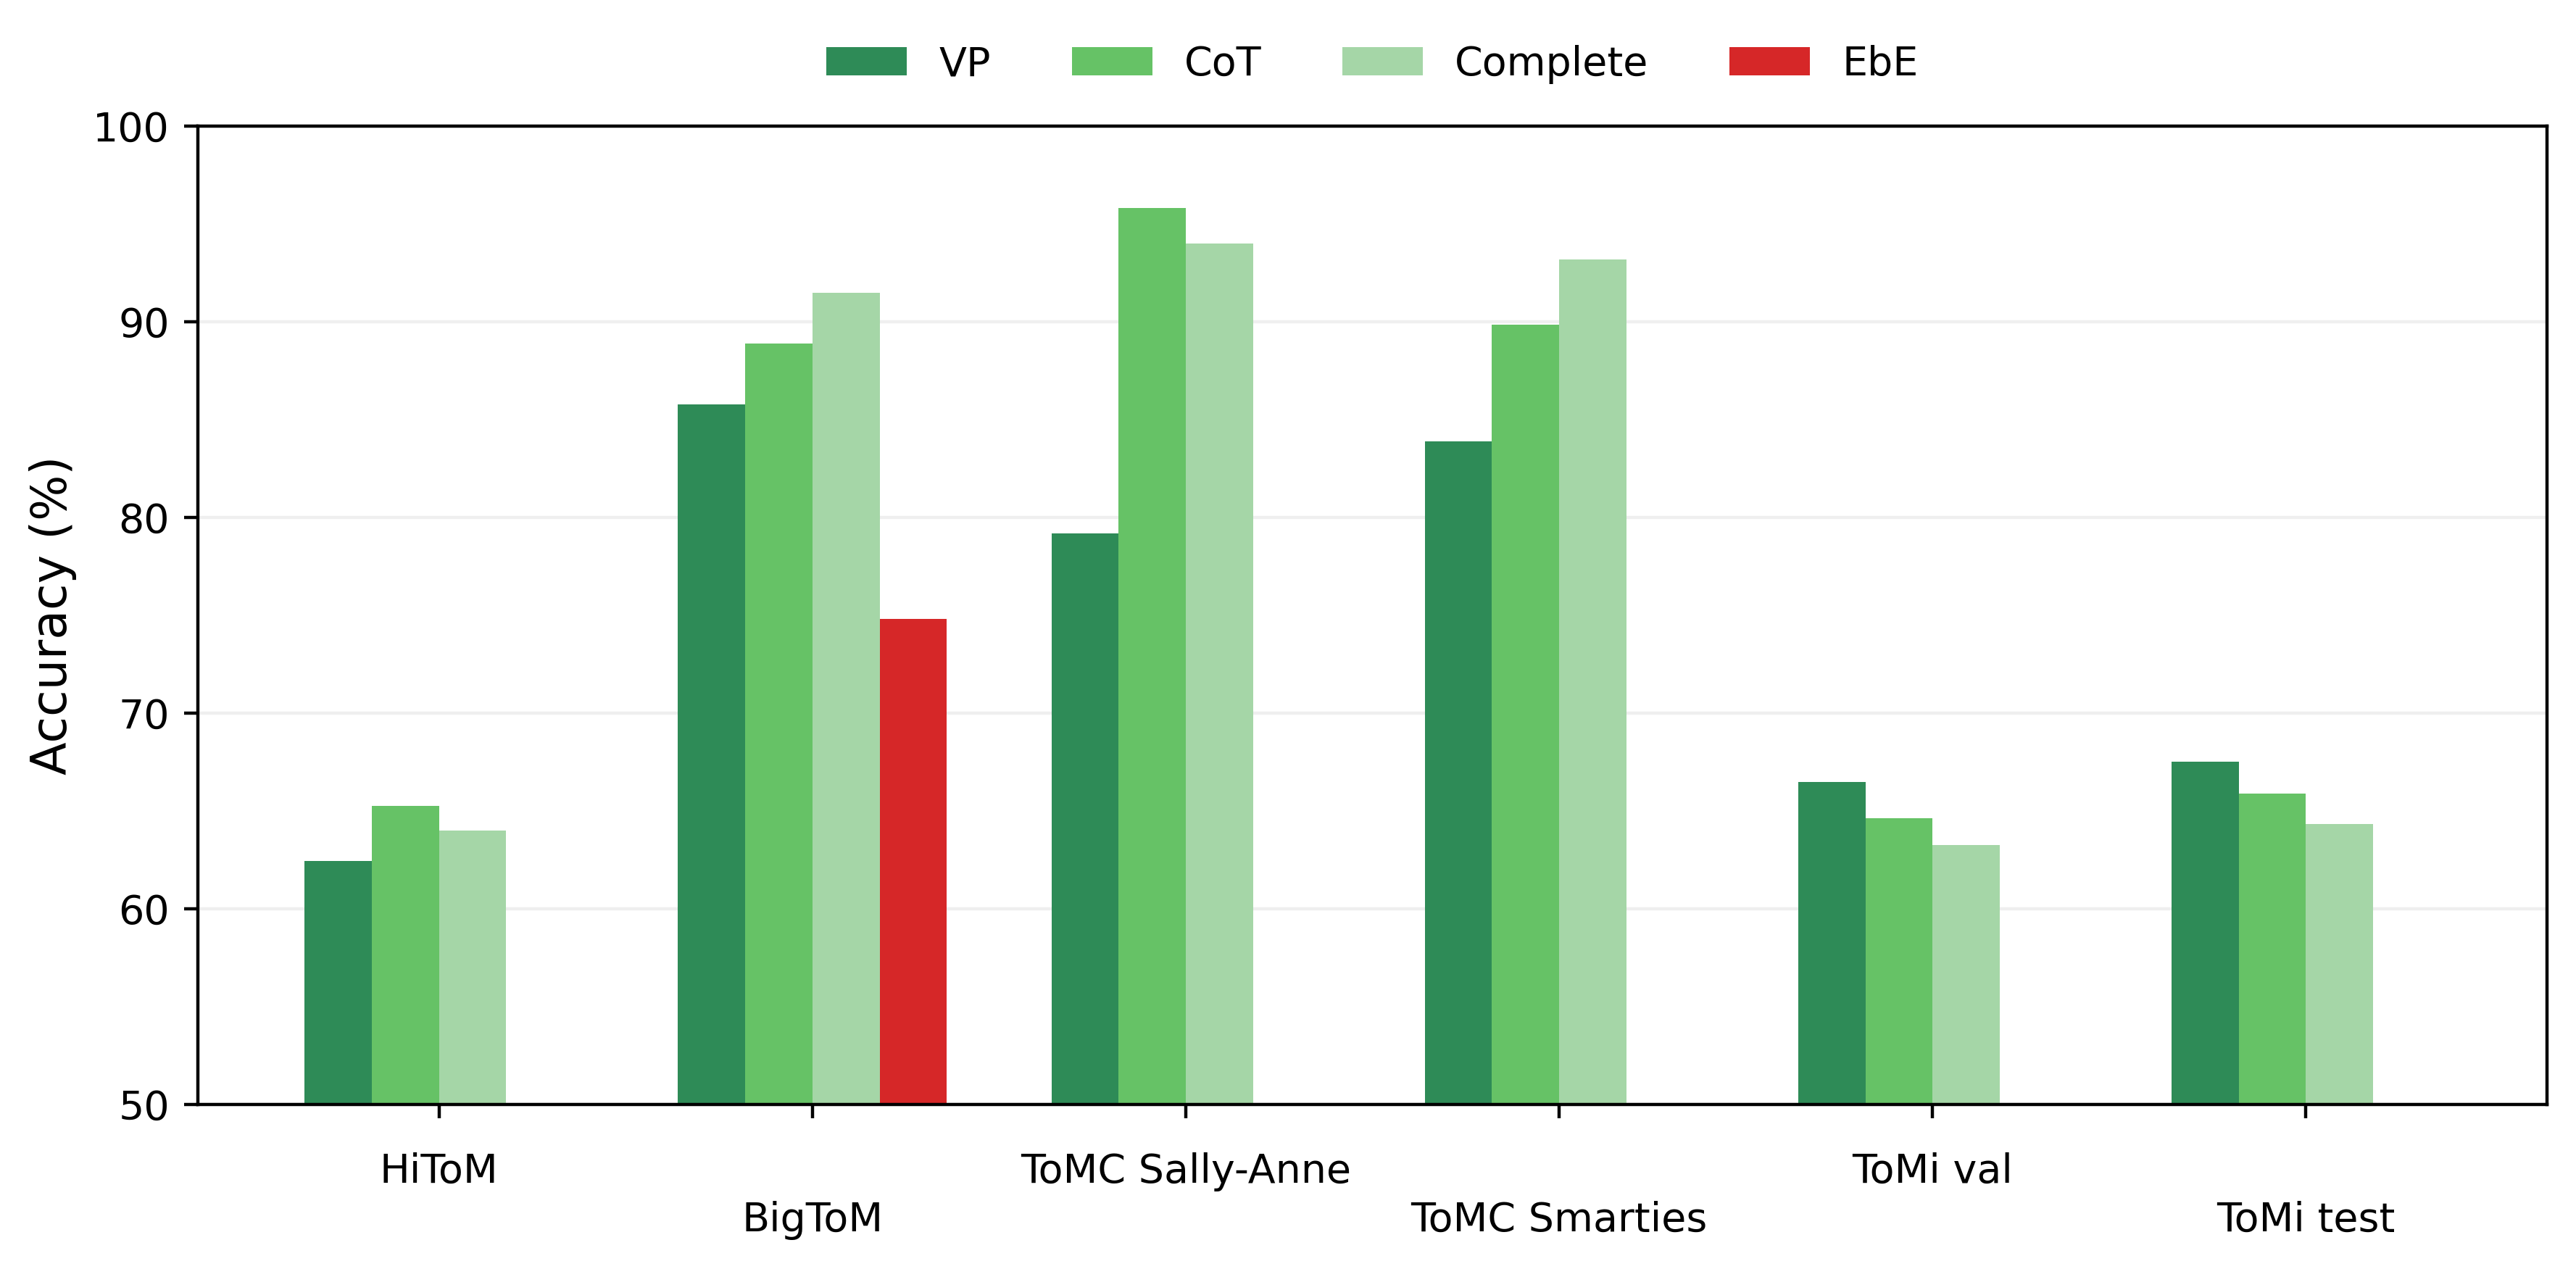 VP CoT Complete EbE
100
90
80
70
60
50
Accuracy (%)
HiToM
BigToM
ToMC Sally-Anne
ToMC Smarties
ToMi val
ToMi test